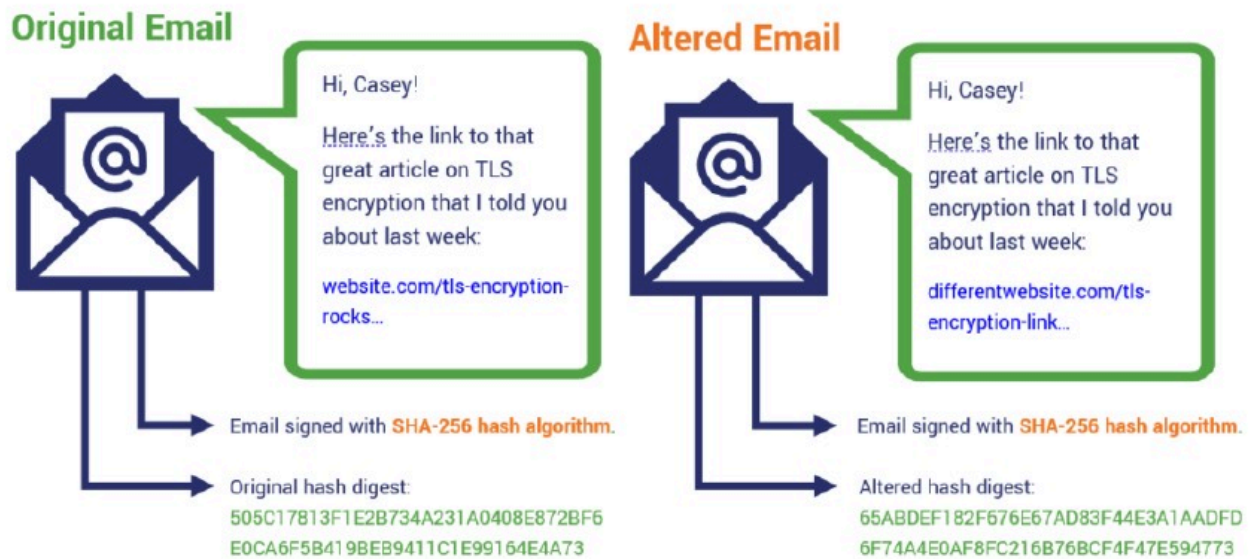 Original Email
Hi, Casey!
Here's the link to that
great article on TLS
encryption that I told you
about last week:
website.com/tls-encryption-
rocks...
Email signed with SHA-256 hash algorithm.
Original hash digest:
505C17813F1E2B734A231A0408E872BF6
E0CA6F5B419BEB9411C1E99164E4A73
Altered Email
Hi, Casey!
Here's the link to that
great article on TLS
encryption that I told you
about last week:
differentwebsite.com/tls-
encryption-link...
Email signed with SHA-256 hash algorithm.
Altered hash digest:
65ABDEF182F676E67AD83F44E3A1AADFD
6F74A4E0AF8FC216B76BCF4F47E594773